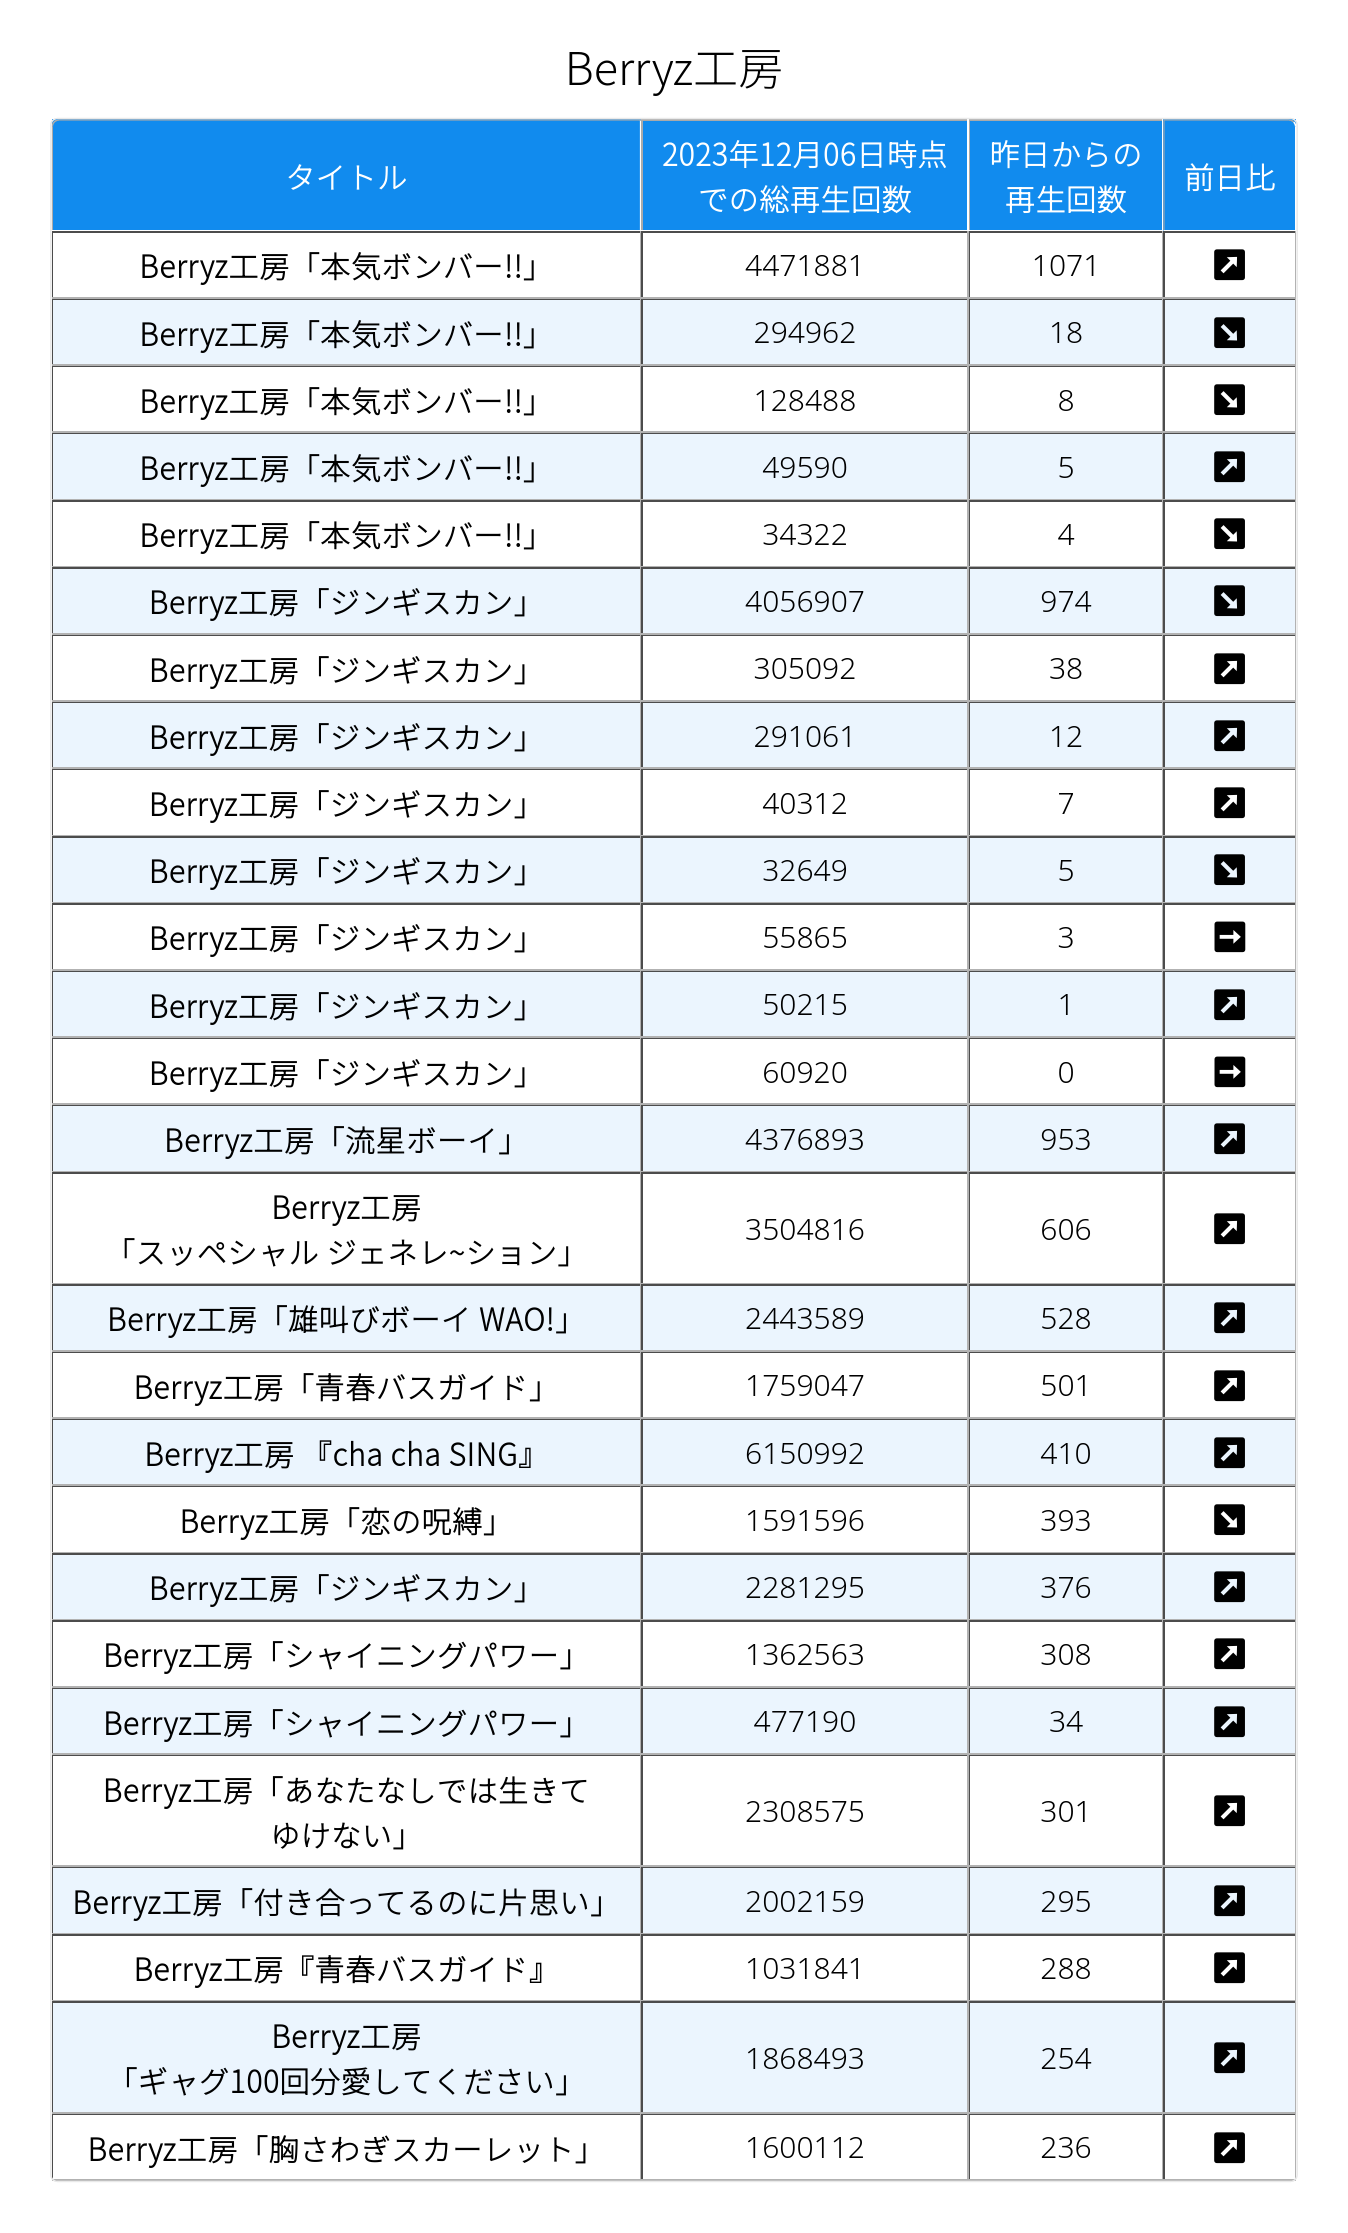 Berryz工房
タイトル
2023年12月06日時点
での総再生回数
昨日からの
再生回数
前日比
Berryz工房「本気ボンバー!!」 4471881 1071 ↗
Berryz工房「本気ボンバー!!」 294962 18 ↘
Berryz工房「本気ボンバー!!」 128488 8 ↘
Berryz工房「本気ボンバー!!」 49590 5 ↗
Berryz工房「本気ボンバー!!」 34322 4 ↘
Berryz工房「ジンギスカン」 4056907 974 ↘
Berryz工房「ジンギスカン」 305092 38 ↗
Berryz工房「ジンギスカン」 291061 12 ↗
Berryz工房「ジンギスカン」 40312 7 ↗
Berryz工房「ジンギスカン」 32649 5 ↘
Berryz工房「ジンギスカン」 55865 3 →
Berryz工房「ジンギスカン」 50215 1 ↗
Berryz工房「ジンギスカン」 60920 0 →
Berryz工房「流星ボーイ」 4376893 953 ↗
Berryz工房
「スッペシャル ジェネレ~ション」 3504816 606 ↗
Berryz工房「雄叫びボーイ WAO!」 2443589 528 ↗
Berryz工房「青春バスガイド」 1759047 501 ↗
Berryz工房 『cha cha SING』 6150992 410 ↗
Berryz工房「恋の呪縛」 1591596 393 ↘
Berryz工房「ジンギスカン」 2281295 376 ↗
Berryz工房「シャイニングパワー」 1362563 308 ↗
Berryz工房「シャイニングパワー」 477190 34 ↗
Berryz工房「あなたなしでは生きて
ゆけない」 2308575 301 ↗
Berryz工房「付き合ってるのに片思い」 2002159 295 ↗
Berryz工房『青春バスガイド』 1031841 288 ↗
Berryz工房
「ギャグ100回分愛してください」 1868493 254 ↗
Berryz工房「胸さわぎスカーレット」 1600112 236 ↗